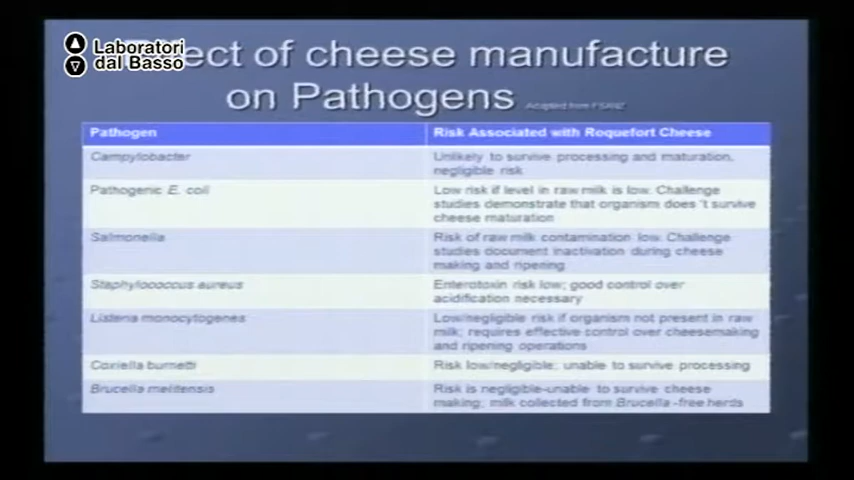 Laboratori
dal Basso
ect of cheese manufacture
on Pathogens Adapted from FSANZ
Pathogen
Risk Associated with Roquefort Cheese
Campylobacter
Unlikely to survive processing and maturation,
negligible risk
Pathogenic E. coli
Low risk if level in raw milk is low. Challenge
studies demonstrate that organism does 't survive
cheese maturation
Salmonella
Risk of raw milk contamination low. Challenge
studies document inactivation during cheese
making and ripening
Staphylococcus aureus
Enterotoxin risk low; good control over
acidification necessary
Listeria monocytogenes
Low/negligible risk if organism not present in raw
milk; requires effective control over cheesemaking
and ripening operations
Coxiella burnetti
Risk low/negligible; unable to survive processing
Brucella melitensis
Risk is negligible-unable to survive cheese
making; milk collected from Brucella -free herds